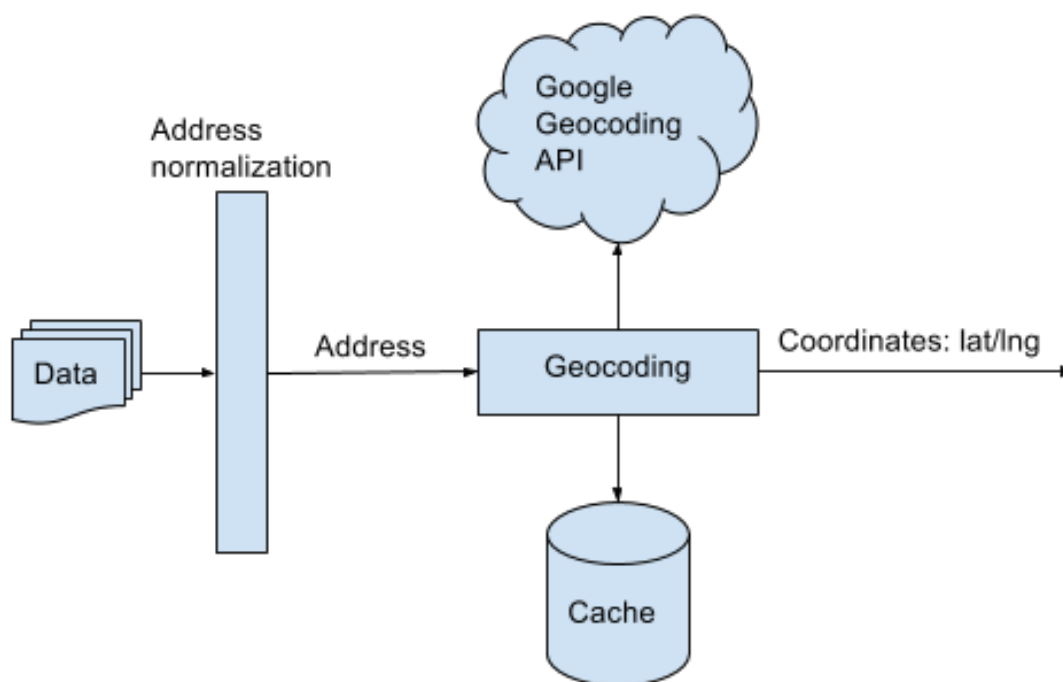 Google
Geocoding
API
Address
normalization
Data
Address
Geocoding
Coordinates: lat/lng
Cache